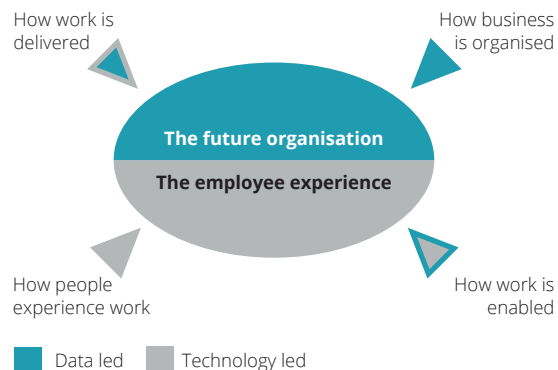 How work is
delivered
How business
is organised
The future organisation
The employee experience
How people
experience work
How work is
enabled
Data led
Technology led